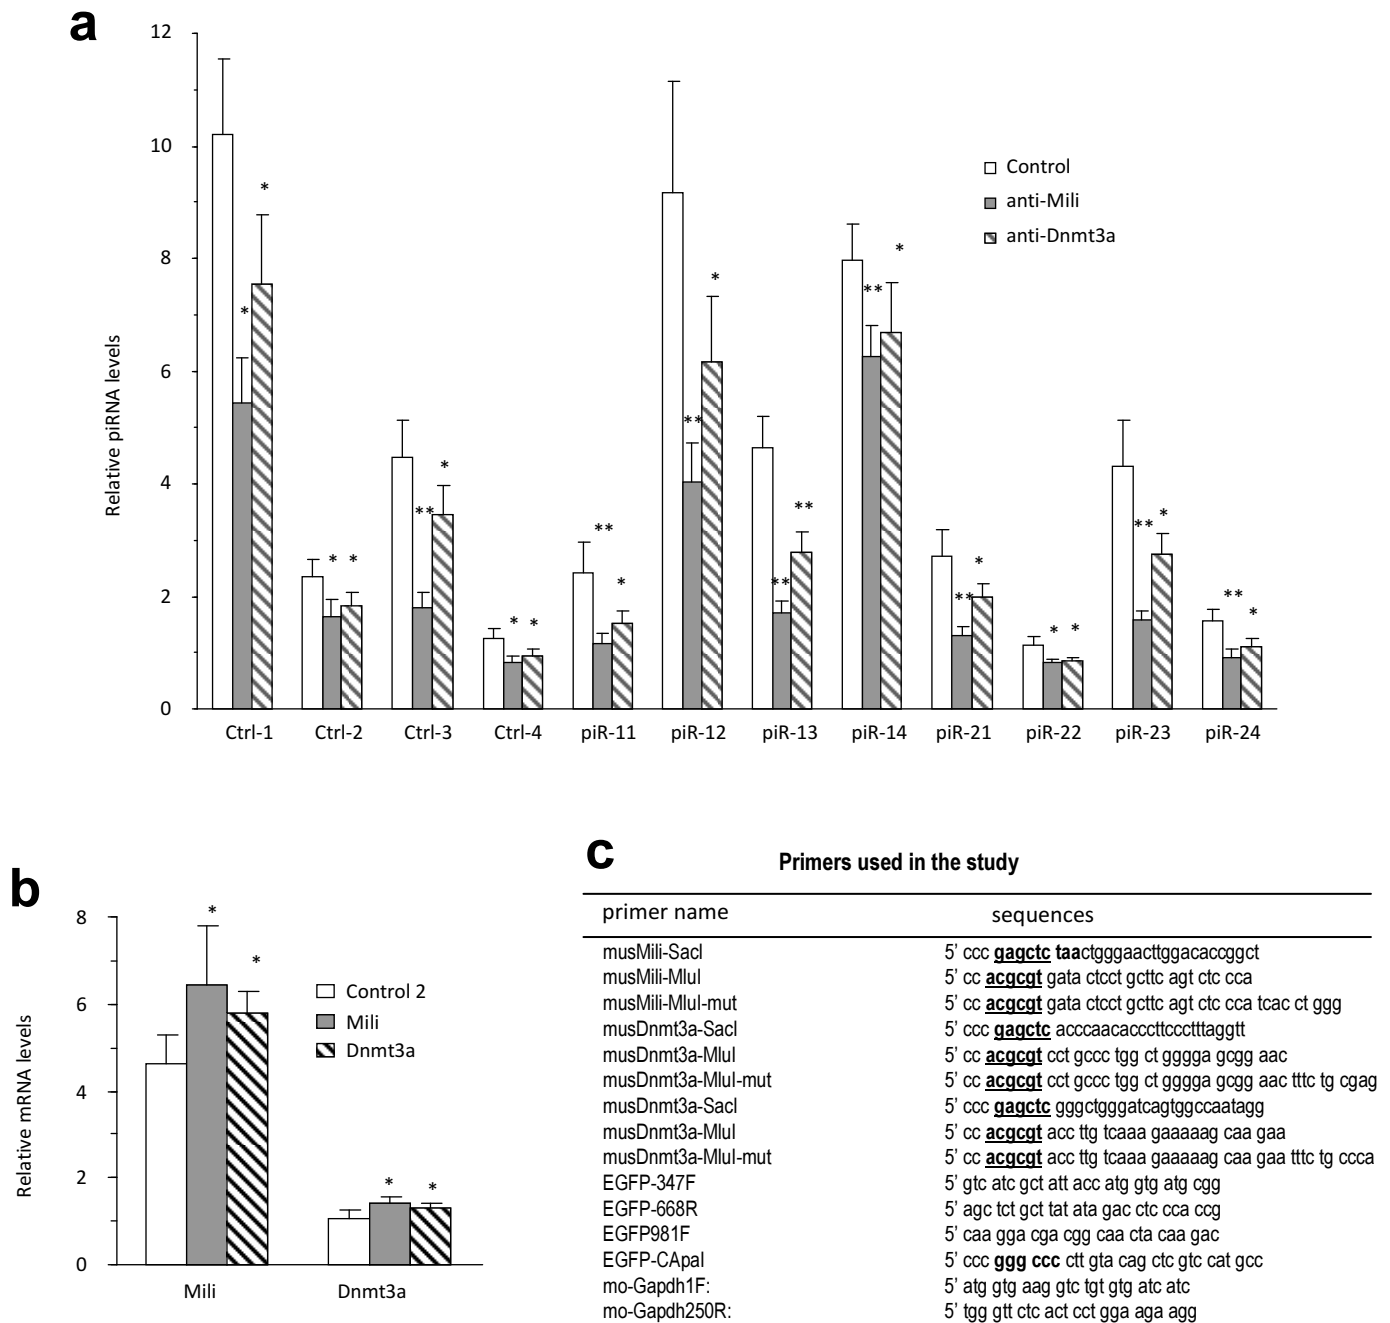 a
12
10
8
6
4
2
0
Relative piRNA levels
Control
anti-Mili
anti-Dnmt3a
* * * * * ** * * * ** * ** * ** ** ** * ** * * * ** * ** *
Ctrl-1 Ctrl-2 Ctrl-3 Ctrl-4 piR-11 piR-12 piR-13 piR-14 piR-21 piR-22 piR-23 piR-24
b
8
6
4
2
0
Relative mRNA levels
* * * *
Control 2
Mili
Dnmt3a
Mili Dnmt3a
c
Primers used in the study
primer name sequences
musMili-SacI 5’ ccc gagctc taactgggaacttggacaccggct
musMili-MluI 5’ cc acgcgt gata ctcct gcttc agt ctc cca
musMili-MluI-mut 5’ cc acgcgt gata ctcct gcttc agt ctc cca tcac ct ggg
musDnmt3a-SacI 5’ ccc gagctc acccaacacccttccctttaggtt
musDnmt3a-MluI 5’ cc acgcgt cct gccc tgg ct gggga gcgg aac
musDnmt3a-MluI-mut 5’ cc acgcgt cct gccc tgg ct gggga gcgg aac tttc tg cgag
musDnmt3a-SacI 5’ ccc gagctc gggctgggatcagtggccaatagg
musDnmt3a-MluI 5’ cc acgcgt acc ttg tcaaa gaaaaag caa gaa
musDnmt3a-MluI-mut 5’ cc acgcgt acc ttg tcaaa gaaaaag caa gaa tttc tg ccca
EGFP-347F 5’ gtc atc gct att acc atg gtg atg cgg
EGFP-668R 5’ agc tct gct tat ata gac ctc cca ccg
EGFP981F 5’ caa gga cga cgg caa cta caa gac
EGFP-CApaI 5’ ccc ggg ccc ctt gta cag ctc gtc cat gcc
mo-Gapdh1F: 5’ atg gtg aag gtc tgt gtg atc atc
mo-Gapdh250R: 5’ tgg gtt ctc act cct gga aga agg